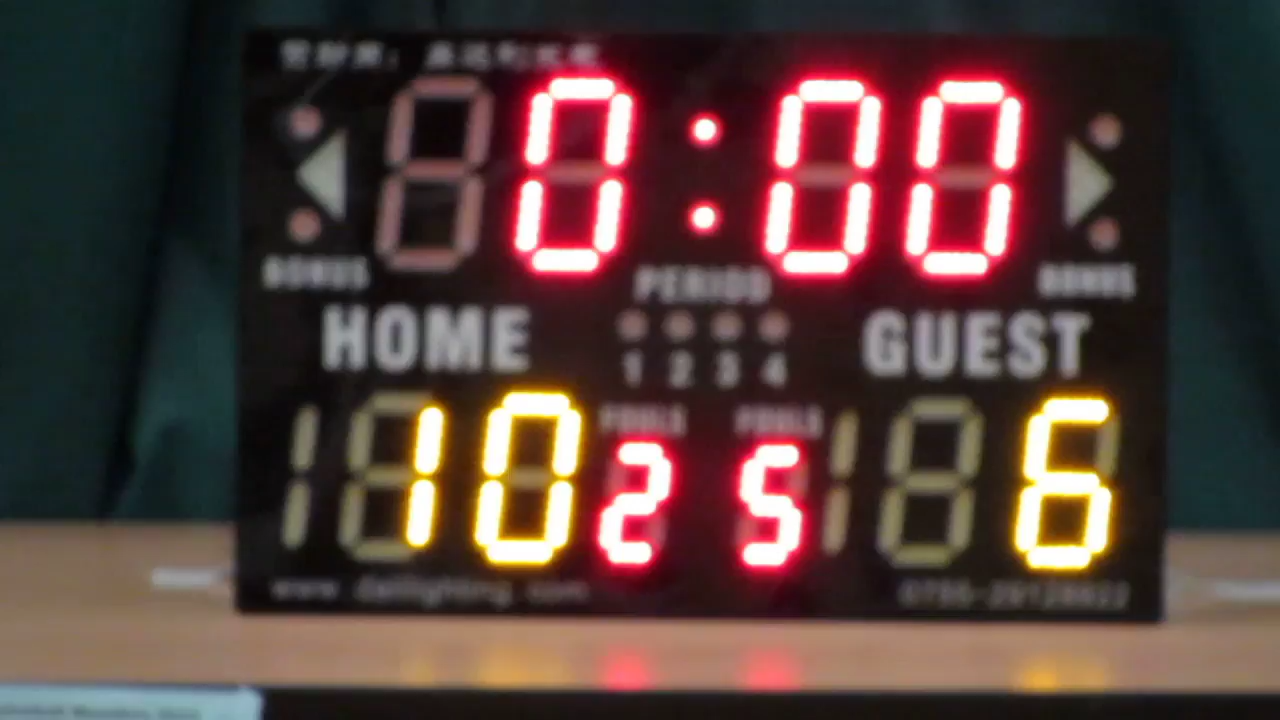 0:00
BONUS PERIOD BONUS
HOME 1 2 3 4 GUEST
FOULS FOULS
10 2 5 6